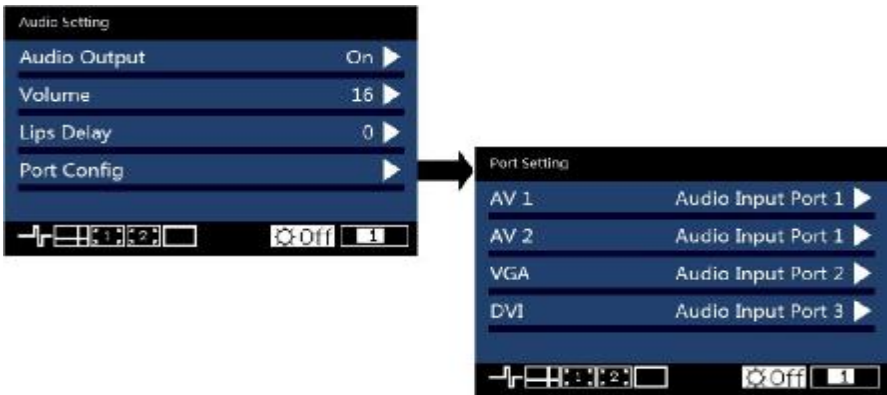 Audio Setting
Audio Output On
Volume 16
Lips Delay 0
Port Config
1 2 Off 1
Port Setting
AV 1 Audio Input Port 1
AV 2 Audio Input Port 1
VGA Audio Input Port 2
DVI Audio Input Port 3
1 2 Off 1